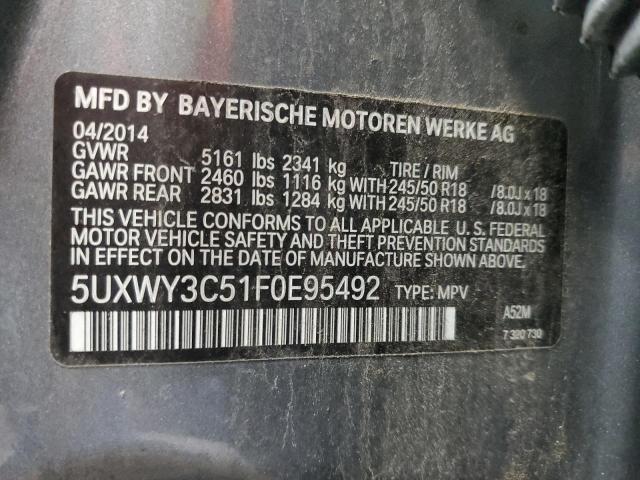 MFD BY BAYERISCHE MOTOREN WERKE AG
04/2014
GVWR 5161 lbs 2341 kg TIRE / RIM
GAWR FRONT 2460 lbs 1116 kg WITH 245/50 R18 /8.0J x 18
GAWR REAR 2831 lbs 1284 kg WITH 245/50 R18 /8.0J x 18
THIS VEHICLE CONFORMS TO ALL APPLICABLE U. S. FEDERAL
MOTOR VEHICLE SAFETY AND THEFT PREVENTION STANDARDS
IN EFFECT ON THE DATE OF MANUFACTURE SHOWN ABOVE.
5UXWY3C51F0E95492 TYPE: MPV
A52M
7 320 730